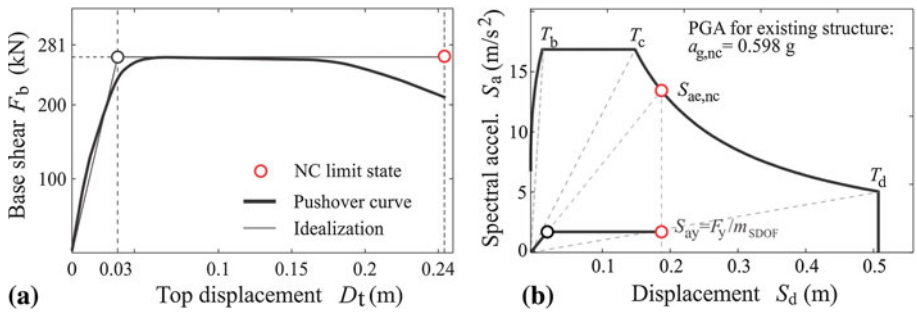 Base shear F_b (kN)
281
200
100
0
0.03
0.1
0.15
0.2
0.24
Top displacement D_t (m)
NC limit state
Pushover curve
Idealization
(a)
Spectral accel. S_a (m/s²)
15
10
5
0
0.1
0.2
0.3
0.4
0.5
Displacement S_d (m)
T_b
T_c
PGA for existing structure:
a_g,nc = 0.598 g
S_ae,nc
T_d
S_ay=F_y/m_SDOF
(b)